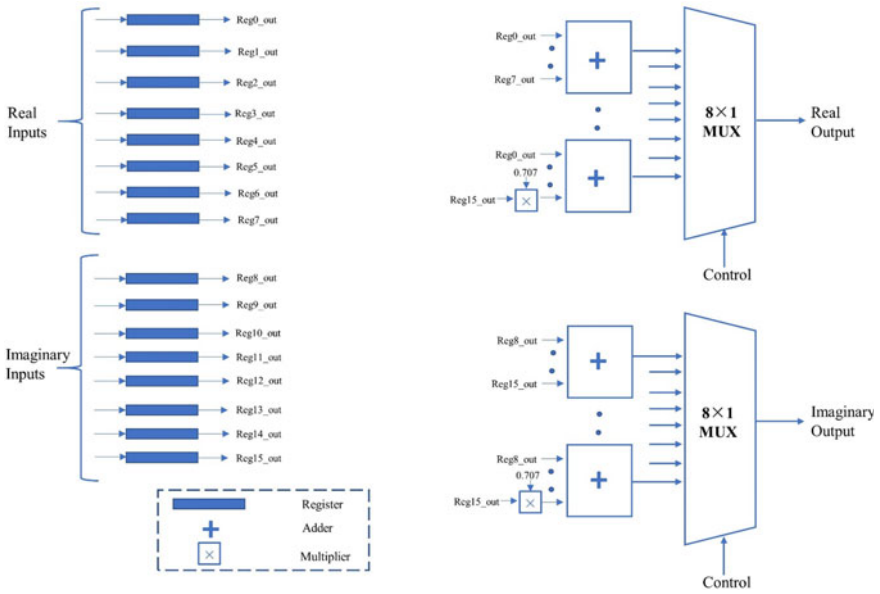 Real
Inputs
Reg0_out
Reg1_out
Reg2_out
Reg3_out
Reg4_out
Reg5_out
Reg6_out
Reg7_out
Imaginary
Inputs
Reg8_out
Reg9_out
Reg10_out
Reg11_out
Reg12_out
Reg13_out
Reg14_out
Reg15_out
Register
Adder
Multiplier
Reg0_out
Reg7_out
Reg0_out
0.707
Reg15_out
8×1
MUX
Real
Output
Control
Reg8_out
Reg15_out
Reg8_out
0.707
Reg15_out
8×1
MUX
Imaginary
Output
Control